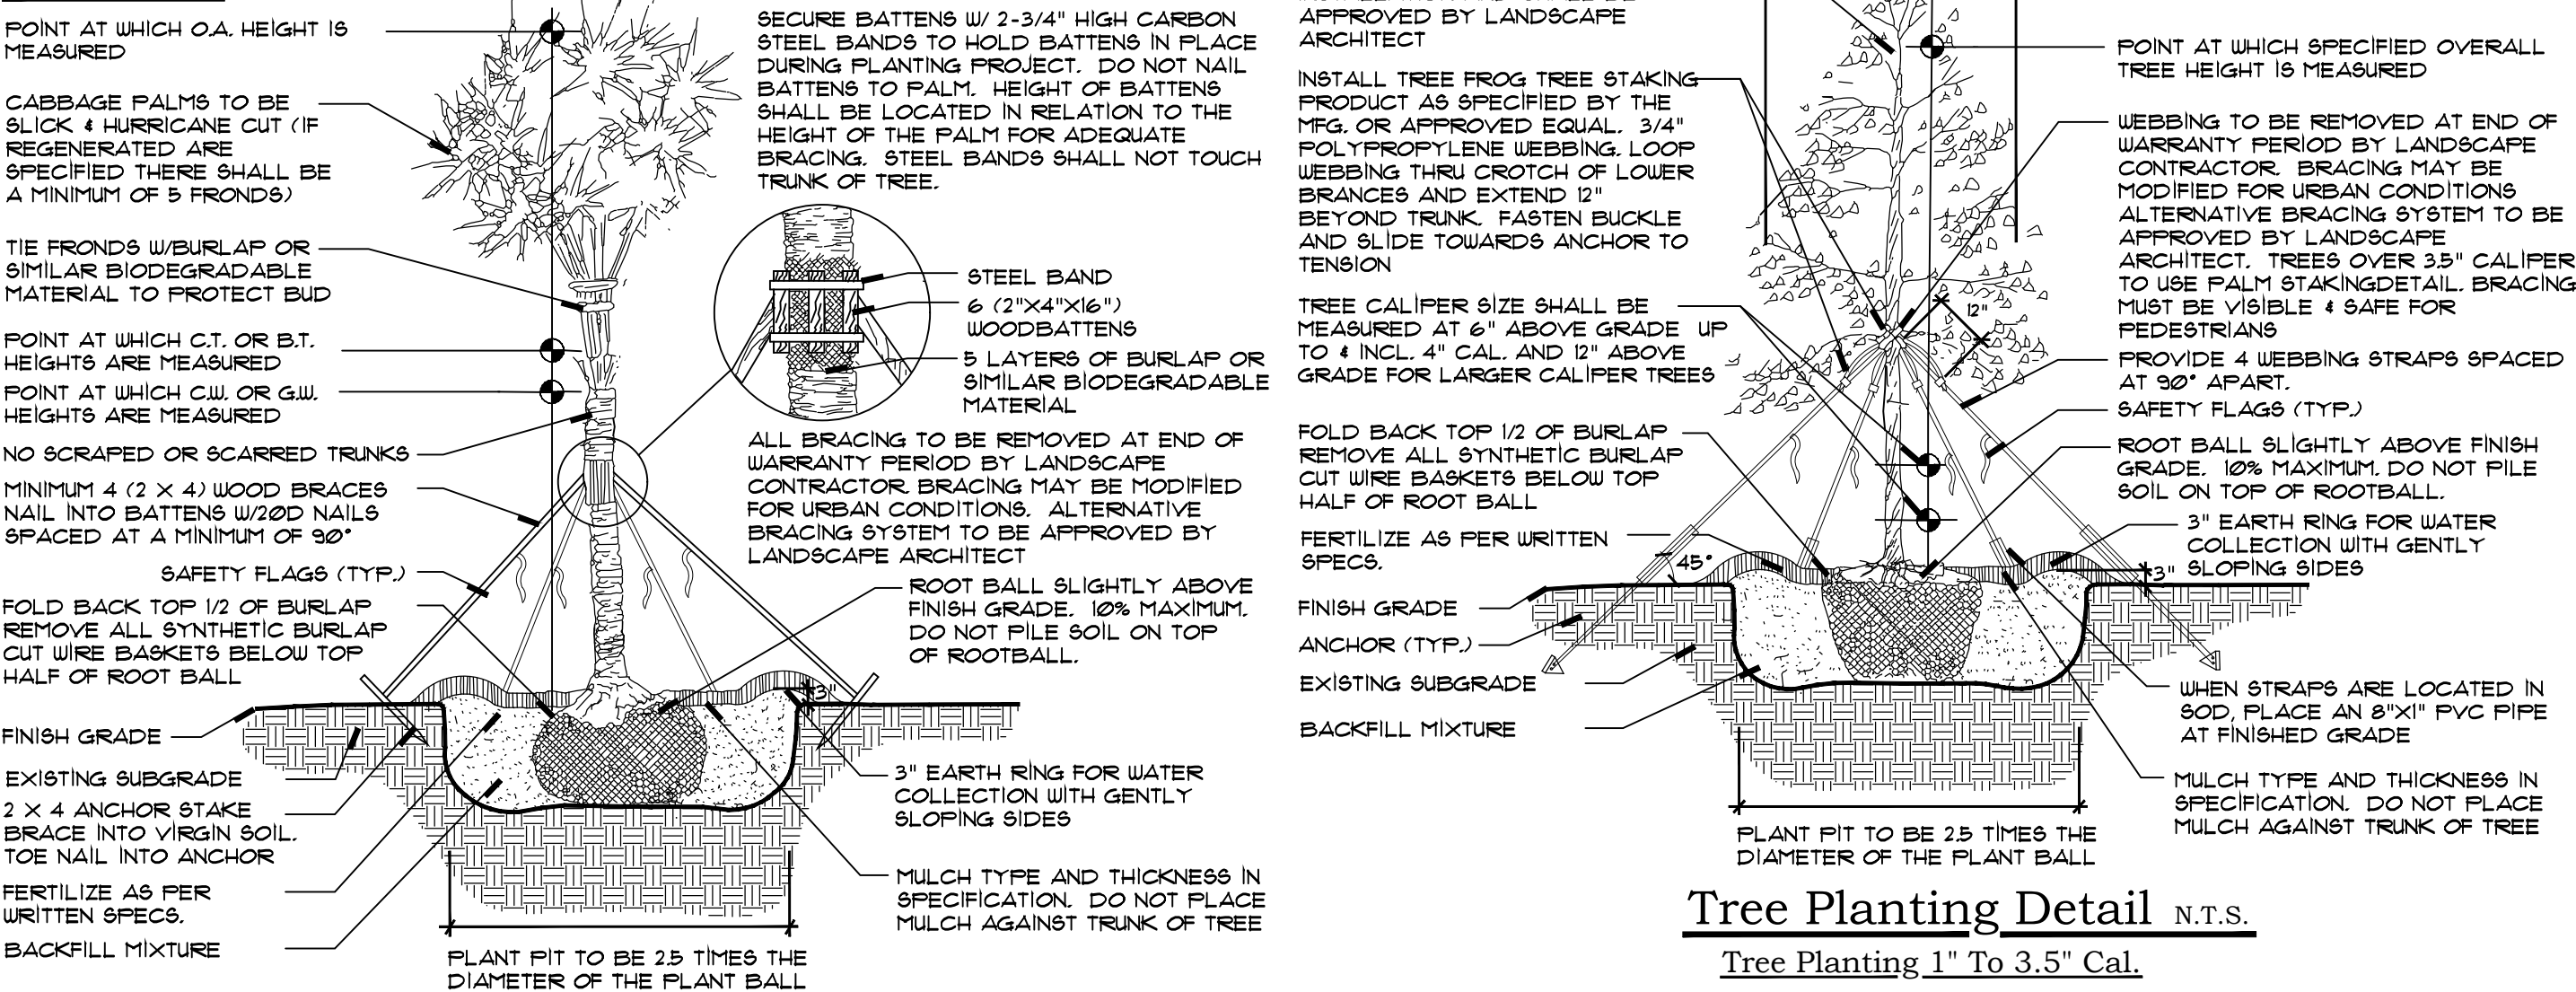 POINT AT WHICH O.A. HEIGHT IS
MEASURED
CABBAGE PALMS TO BE
SLICK & HURRICANE CUT (IF
REGENERATED ARE
SPECIFIED THERE SHALL BE
A MINIMUM OF 5 FRONDS)
TIE FRONDS W/BURLAP OR
SIMILAR BIODEGRADABLE
MATERIAL TO PROTECT BUD
POINT AT WHICH C.T. OR B.T.
HEIGHTS ARE MEASURED
POINT AT WHICH C.W. OR G.W.
HEIGHTS ARE MEASURED
NO SCRAPED OR SCARRED TRUNKS
MINIMUM 4 (2 X 4) WOOD BRACES
NAIL INTO BATTENS W/20D NAILS
SPACED AT A MINIMUM OF 90°
SAFETY FLAGS (TYP.)
FOLD BACK TOP 1/2 OF BURLAP
REMOVE ALL SYNTHETIC BURLAP
CUT WIRE BASKETS BELOW TOP
HALF OF ROOT BALL
FINISH GRADE
EXISTING SUBGRADE
2 X 4 ANCHOR STAKE
BRACE INTO VIRGIN SOIL.
TOE NAIL INTO ANCHOR
FERTILIZE AS PER
WRITTEN SPECS.
BACKFILL MIXTURE
SECURE BATTENS W/ 2-3/4" HIGH CARBON
STEEL BANDS TO HOLD BATTENS IN PLACE
DURING PLANTING PROJECT. DO NOT NAIL
BATTENS TO PALM. HEIGHT OF BATTENS
SHALL BE LOCATED IN RELATION TO THE
HEIGHT OF THE PALM FOR ADEQUATE
BRACING. STEEL BANDS SHALL NOT TOUCH
TRUNK OF TREE.
STEEL BAND
6 (2"X4"X16")
WOODBATTENS
5 LAYERS OF BURLAP OR
SIMILAR BIODEGRADABLE
MATERIAL
ALL BRACING TO BE REMOVED AT END OF
WARRANTY PERIOD BY LANDSCAPE
CONTRACTOR. BRACING MAY BE MODIFIED
FOR URBAN CONDITIONS. ALTERNATIVE
BRACING SYSTEM TO BE APPROVED BY
LANDSCAPE ARCHITECT
ROOT BALL SLIGHTLY ABOVE
FINISH GRADE. 10% MAXIMUM.
DO NOT PILE SOIL ON TOP
OF ROOTBALL.
3"
3" EARTH RING FOR WATER
COLLECTION WITH GENTLY
SLOPING SIDES
MULCH TYPE AND THICKNESS IN
SPECIFICATION. DO NOT PLACE
MULCH AGAINST TRUNK OF TREE
PLANT PIT TO BE 2.5 TIMES THE
DIAMETER OF THE PLANT BALL
APPROVED BY LANDSCAPE
ARCHITECT
INSTALL TREE FROG TREE STAKING
PRODUCT AS SPECIFIED BY THE
MFG. OR APPROVED EQUAL. 3/4"
POLYPROPYLENE WEBBING. LOOP
WEBBING THRU CROTCH OF LOWER
BRANCES AND EXTEND 12"
BEYOND TRUNK. FASTEN BUCKLE
AND SLIDE TOWARDS ANCHOR TO
TENSION
TREE CALIPER SIZE SHALL BE
MEASURED AT 6" ABOVE GRADE UP
TO & INCL. 4" CAL. AND 12" ABOVE
GRADE FOR LARGER CALIPER TREES
FOLD BACK TOP 1/2 OF BURLAP
REMOVE ALL SYNTHETIC BURLAP
CUT WIRE BASKETS BELOW TOP
HALF OF ROOT BALL
FERTILIZE AS PER WRITTEN
SPECS.
FINISH GRADE
ANCHOR (TYP.)
EXISTING SUBGRADE
BACKFILL MIXTURE
12"
45°
3"
POINT AT WHICH SPECIFIED OVERALL
TREE HEIGHT IS MEASURED
WEBBING TO BE REMOVED AT END OF
WARRANTY PERIOD BY LANDSCAPE
CONTRACTOR. BRACING MAY BE
MODIFIED FOR URBAN CONDITIONS
ALTERNATIVE BRACING SYSTEM TO BE
APPROVED BY LANDSCAPE
ARCHITECT. TREES OVER 3.5" CALIPER
TO USE PALM STAKINGDETAIL. BRACING
MUST BE VISIBLE & SAFE FOR
PEDESTRIANS
PROVIDE 4 WEBBING STRAPS SPACED
AT 90° APART.
SAFETY FLAGS (TYP.)
ROOT BALL SLIGHTLY ABOVE FINISH
GRADE. 10% MAXIMUM. DO NOT PILE
SOIL ON TOP OF ROOTBALL.
3" EARTH RING FOR WATER
COLLECTION WITH GENTLY
SLOPING SIDES
WHEN STRAPS ARE LOCATED IN
SOD, PLACE AN 8"X1" PVC PIPE
AT FINISHED GRADE
MULCH TYPE AND THICKNESS IN
SPECIFICATION. DO NOT PLACE
MULCH AGAINST TRUNK OF TREE
PLANT PIT TO BE 2.5 TIMES THE
DIAMETER OF THE PLANT BALL
Tree Planting Detail N.T.S.
Tree Planting 1" To 3.5" Cal.